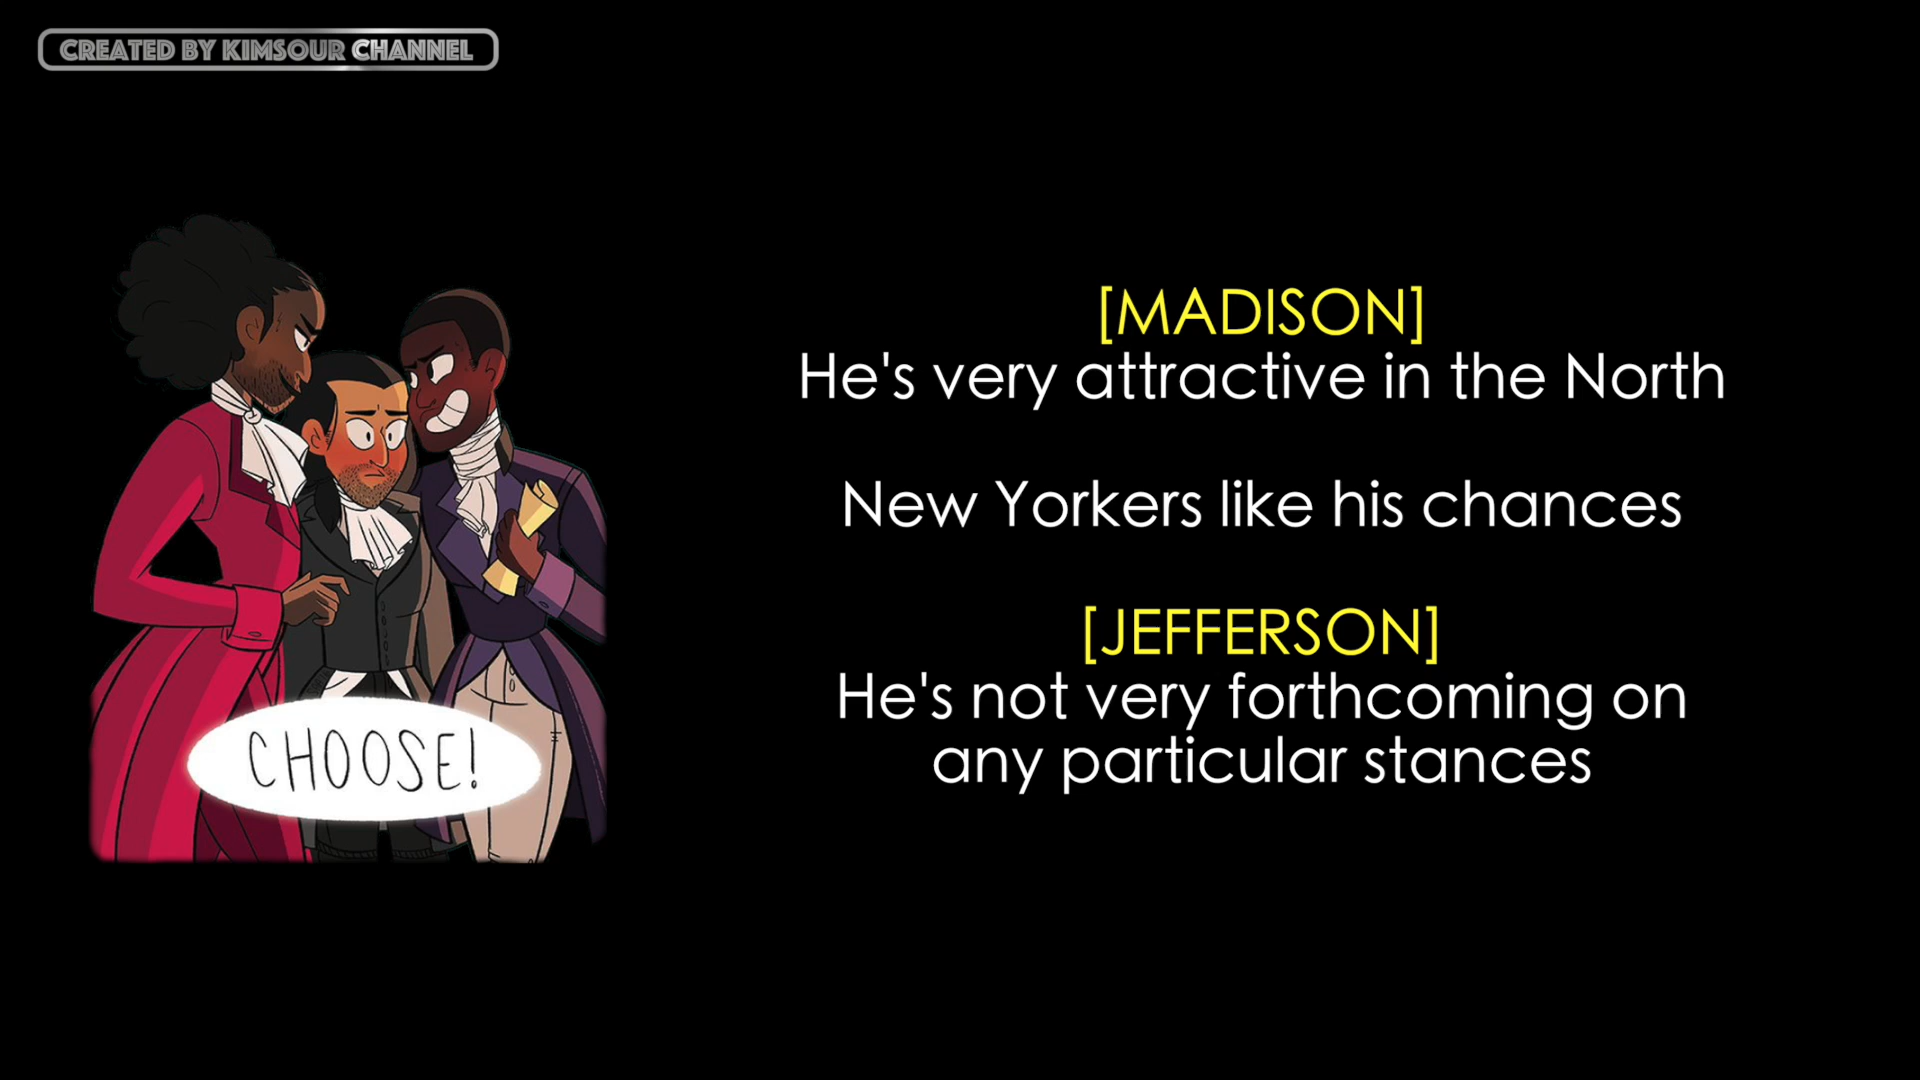 CREATED BY KIMSOUR CHANNEL
[MADISON]
He's very attractive in the North
New Yorkers like his chances
[JEFFERSON]
He's not very forthcoming on
any particular stances
CHOOSE!